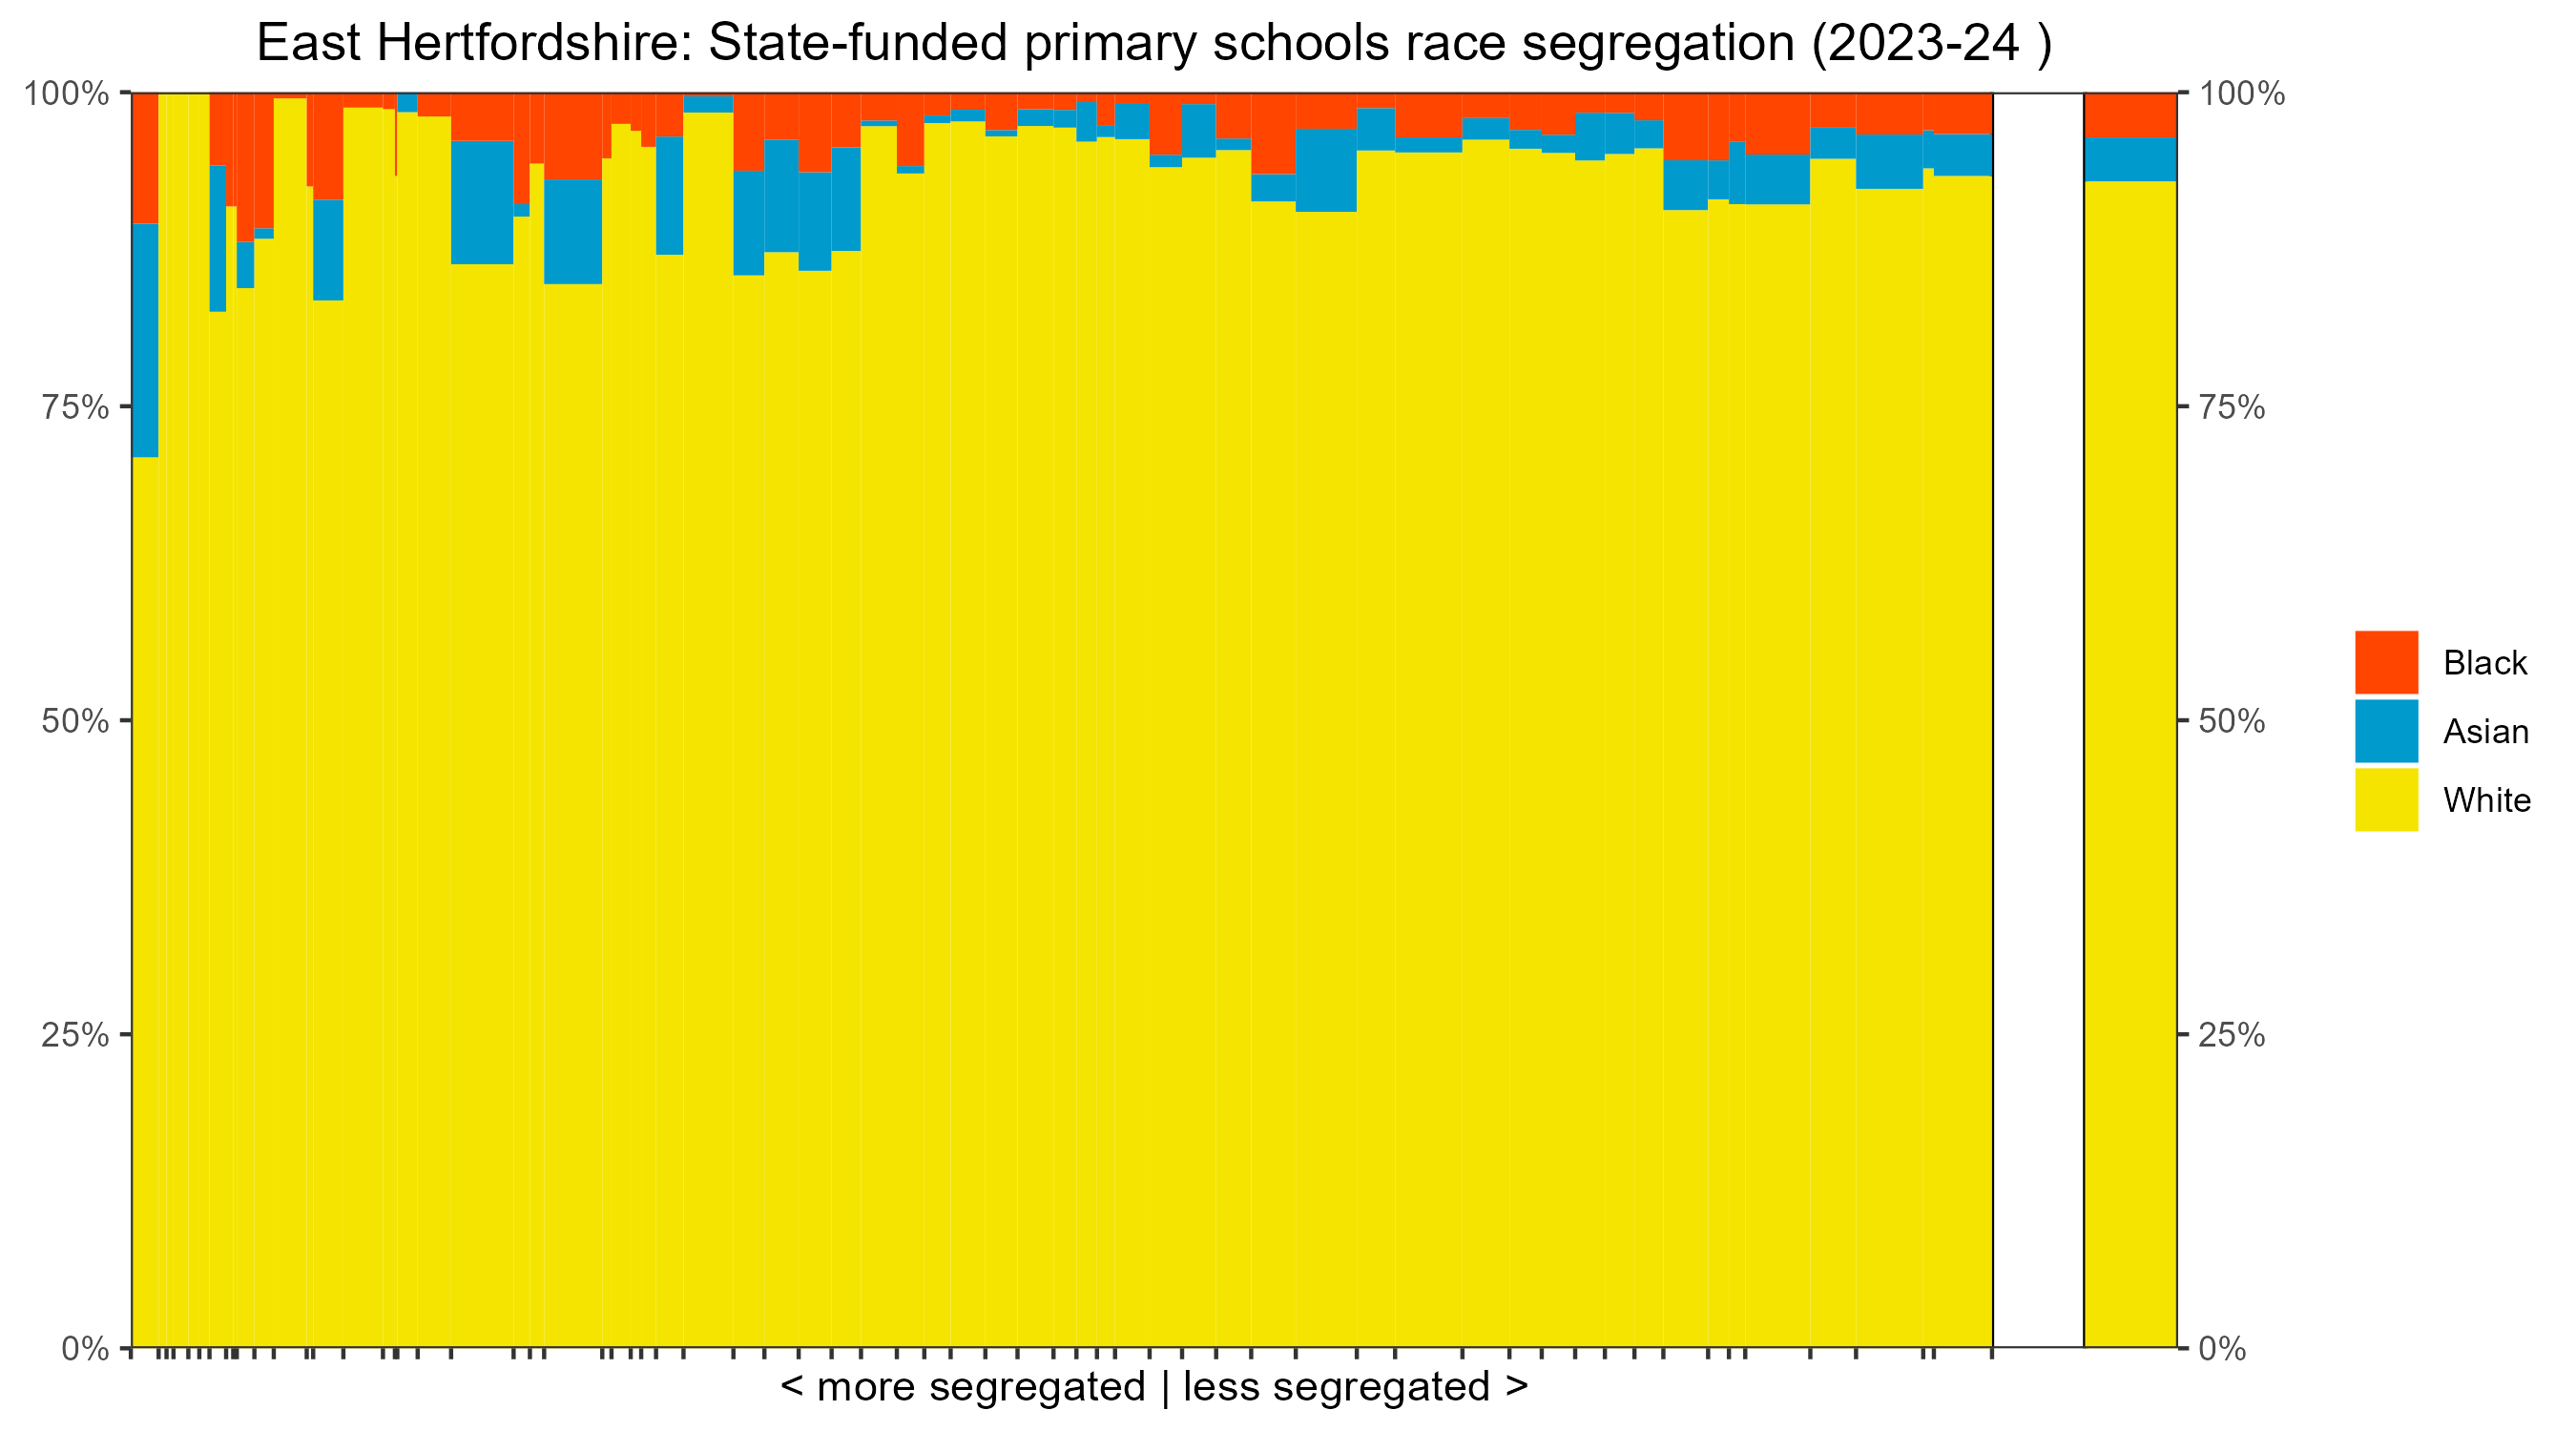 East Hertfordshire: State-funded primary schools race segregation (2023-24 )
100%
75%
50%
25%
0%
100%
75%
50%
25%
0%
Black
Asian
White
< more segregated | less segregated >